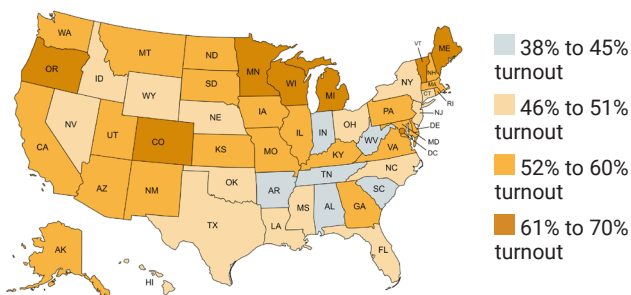 WA
MT
ND
MN
VT
ME
OR
ID
SD
WI
MI
NY
NH
MA
CT
RI
WY
NE
IA
IL
IN
OH
PA
NJ
NV
UT
CO
KS
MO
KY
WV
VA
DE
MD
DC
CA
AZ
NM
OK
AR
TN
NC
SC
TX
LA
MS
AL
GA
FL
AK
HI
38% to 45%
turnout
46% to 51%
turnout
52% to 60%
turnout
61% to 70%
turnout